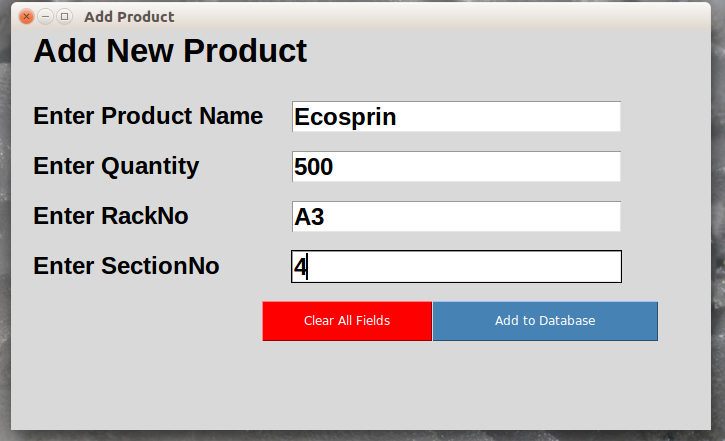 Add Product
Add New Product
Enter Product Name Ecosprin
Enter Quantity 500
Enter RackNo A3
Enter SectionNo 4
Clear All Fields Add to Database